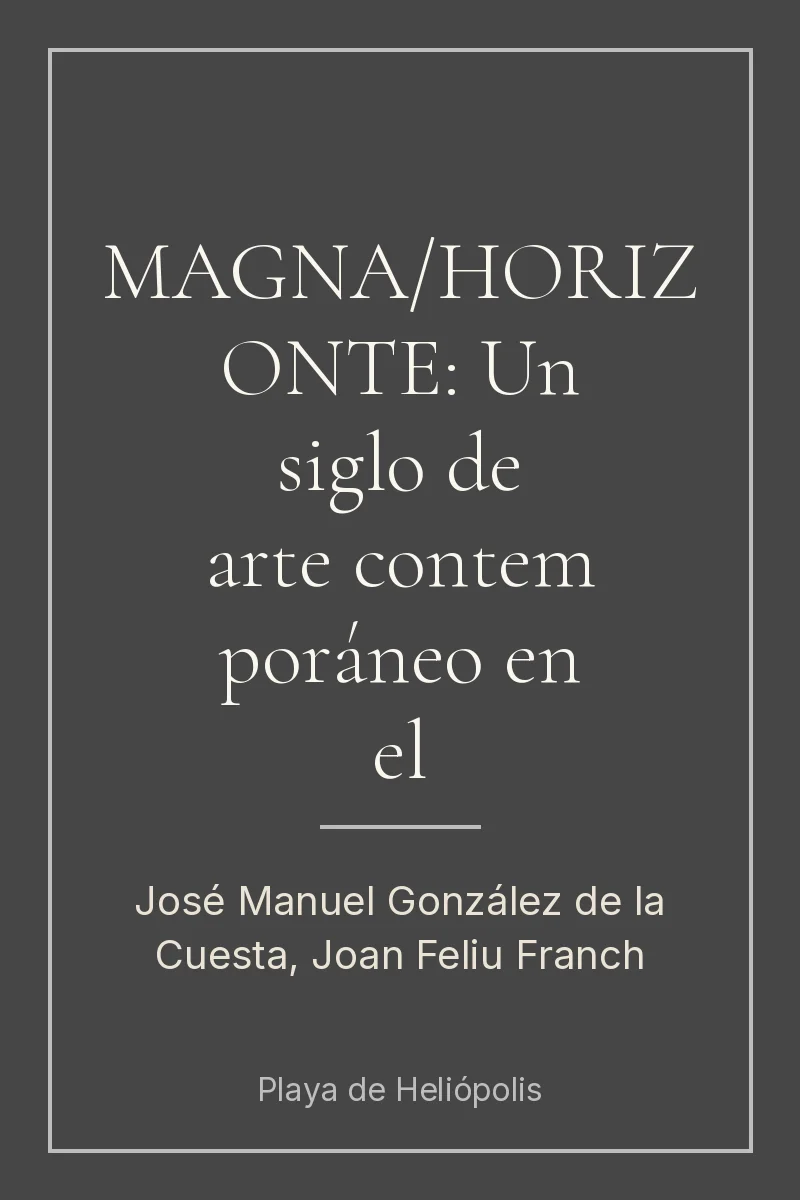 MAGNA/HORIZ
ONTE: Un
siglo de
arte contem
poráneo en
el
José Manuel González de la
Cuesta, Joan Feliu Franch
Playa de Heliópolis